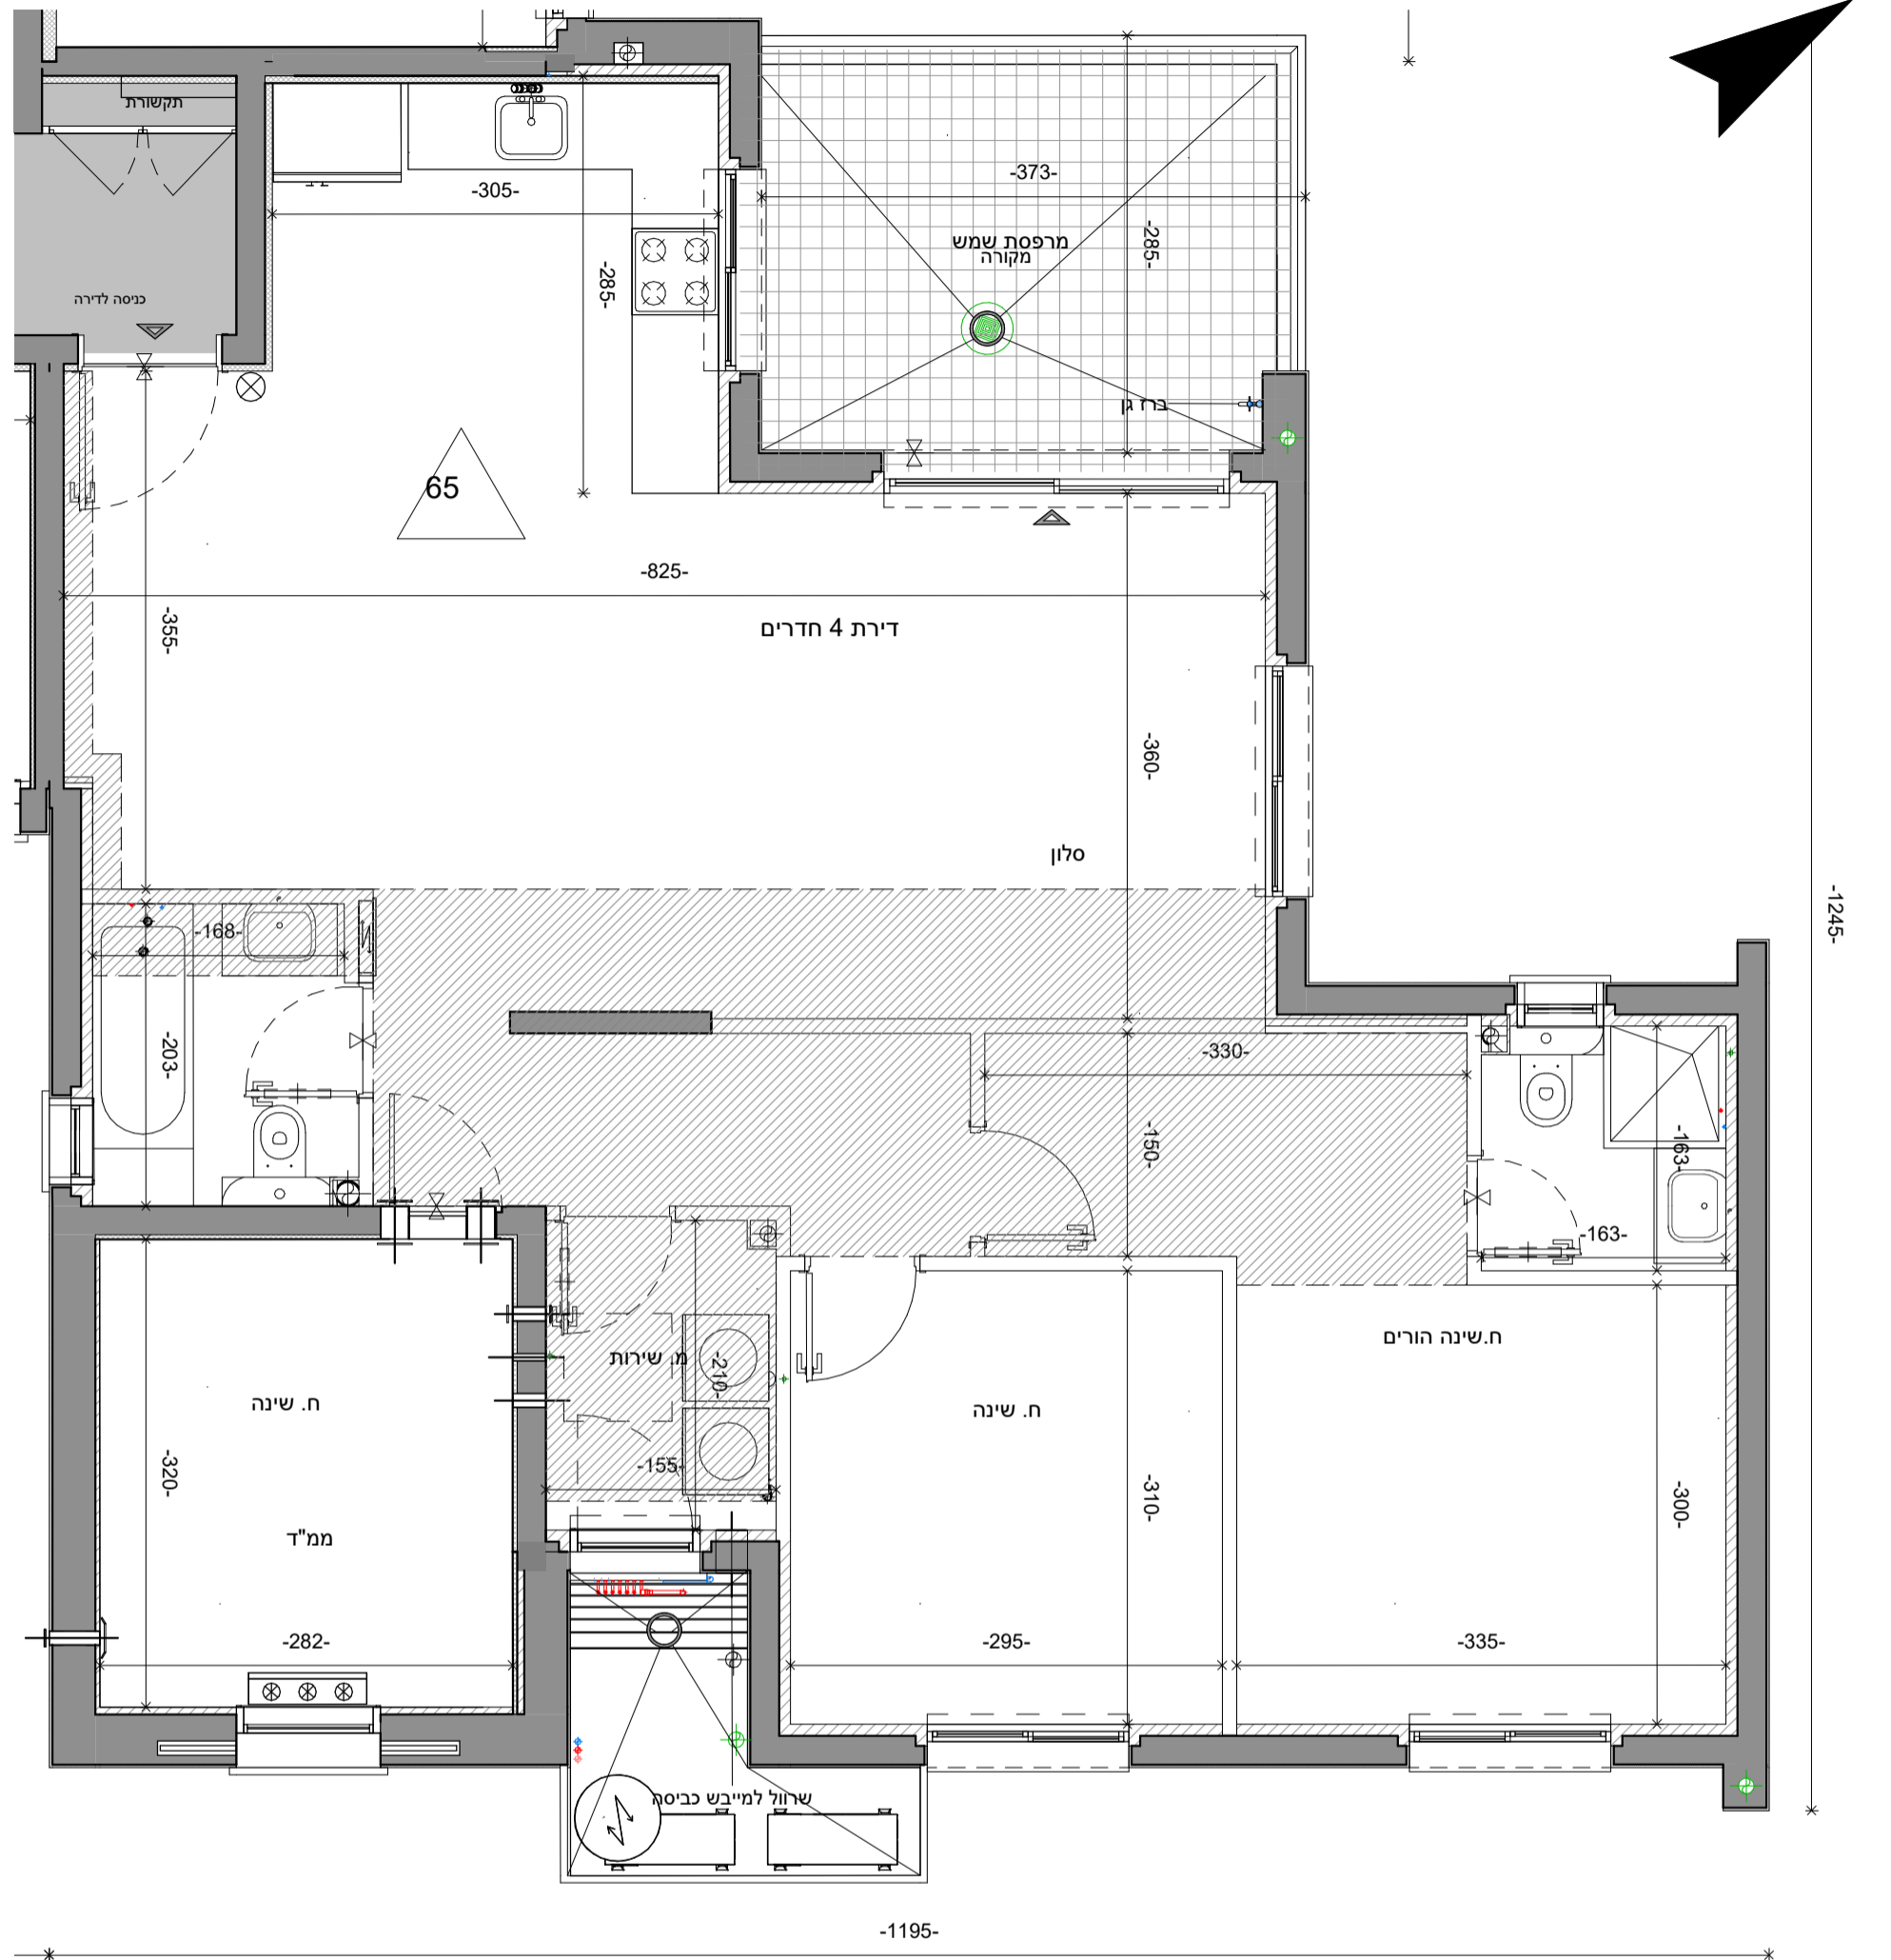 תקשורת
-305-
-373-
מרפסת שמש
מקורה
-285-
-285-
כניסה לדירה
ברז גן
65
-825-
דירת 4 חדרים
-355-
-360-
סלון
-1245-
-168-
-203-
-330-
-150-
-163-
-163-
ח.שינה הורים
מ. שירות
-210-
ח. שינה
ח. שינה
-155-
-320-
-310-
-300-
ממ"ד
-282-
-295-
-335-
שרוול למייבש כביסה
-1195-